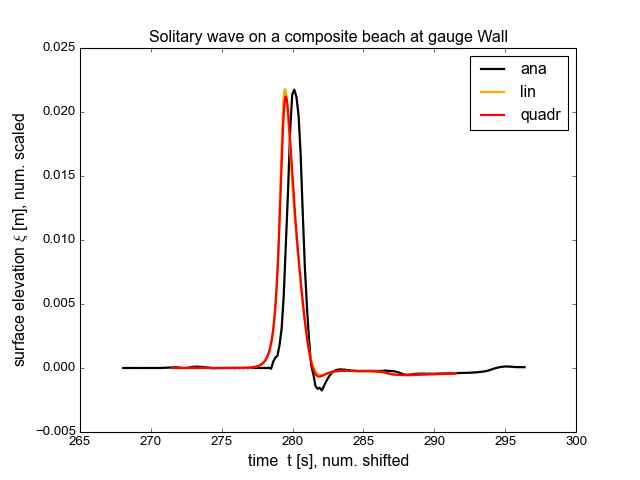 Solitary wave on a composite beach at gauge Wall
0.025
0.020
0.015
0.010
0.005
0.000
−0.005
surface elevation ξ [m], num. scaled
ana
lin
quadr
265 270 275 280 285 290 295 300
time t [s], num. shifted